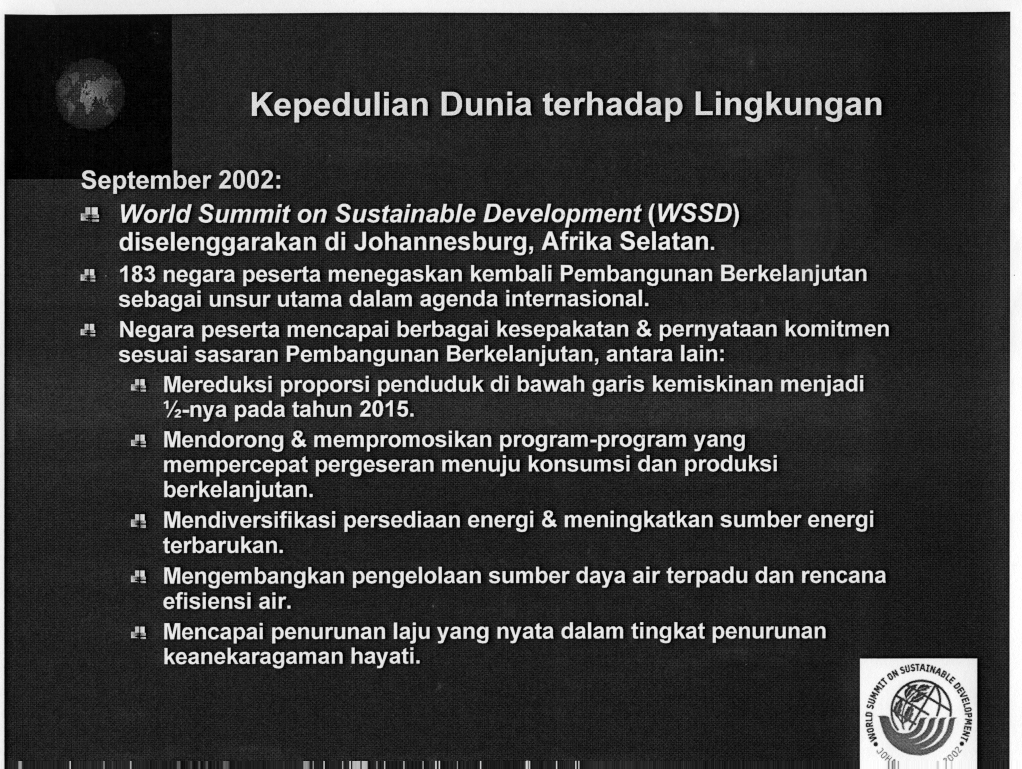 Kepedulian Dunia terhadap Lingkungan
September 2002:
World Summit on Sustainable Development (WSSD)
diselenggarakan di Johannesburg, Afrika Selatan.
183 negara peserta menegaskan kembali Pembangunan Berkelanjutan
sebagai unsur utama dalam agenda internasional.
Negara peserta mencapai berbagai kesepakatan & pernyataan komitmen
sesuai sasaran Pembangunan Berkelanjutan, antara lain:
Mereduksi proporsi penduduk di bawah garis kemiskinan menjadi
½-nya pada tahun 2015.
Mendorong & mempromosikan program-program yang
mempercepat pergeseran menuju konsumsi dan produksi
berkelanjutan.
Mendiversifikasi persediaan energi & meningkatkan sumber energi
terbarukan.
Mengembangkan pengelolaan sumber daya air terpadu dan rencana
efisiensi air.
Mencapai penurunan laju yang nyata dalam tingkat penurunan
keanekaragaman hayati.
WORLD SUMMIT ON SUSTAINABLE DEVELOPMENT
2002